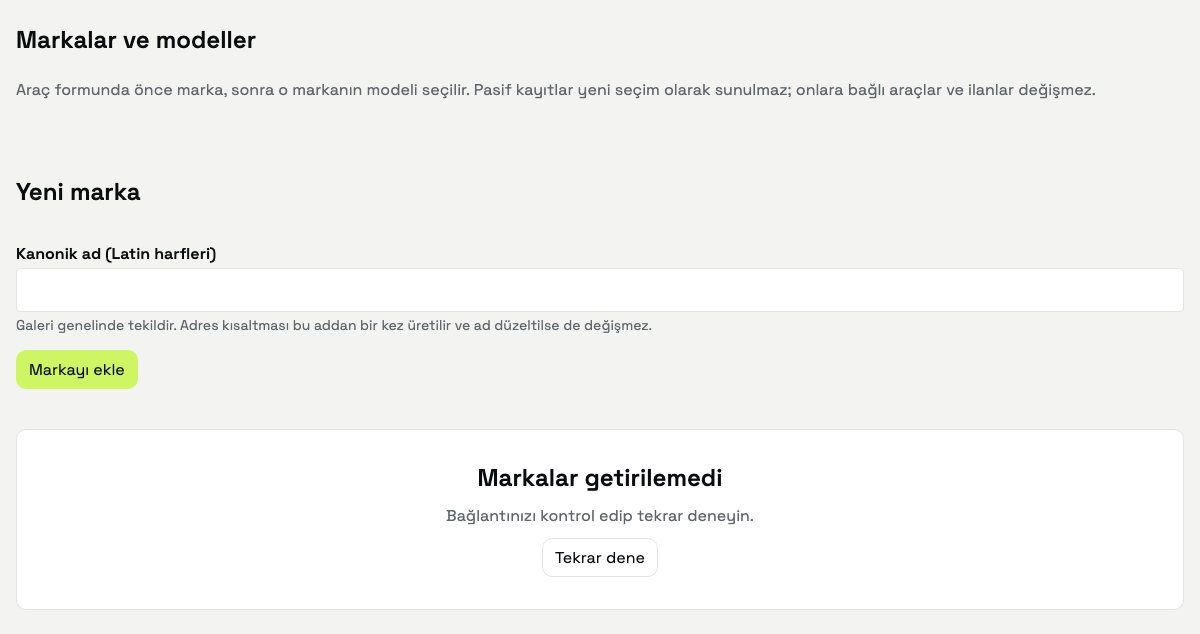 Markalar ve modeller
Araç formunda önce marka, sonra o markanın modeli seçilir. Pasif kayıtlar yeni seçim olarak sunulmaz; onlara bağlı araçlar ve ilanlar değişmez.
Yeni marka
Kanonik ad (Latin harfleri)
Galeri genelinde tekildir. Adres kısaltması bu addan bir kez üretilir ve ad düzeltilse de değişmez.
Markayı ekle
Markalar getirilemedi
Bağlantınızı kontrol edip tekrar deneyin.
Tekrar dene